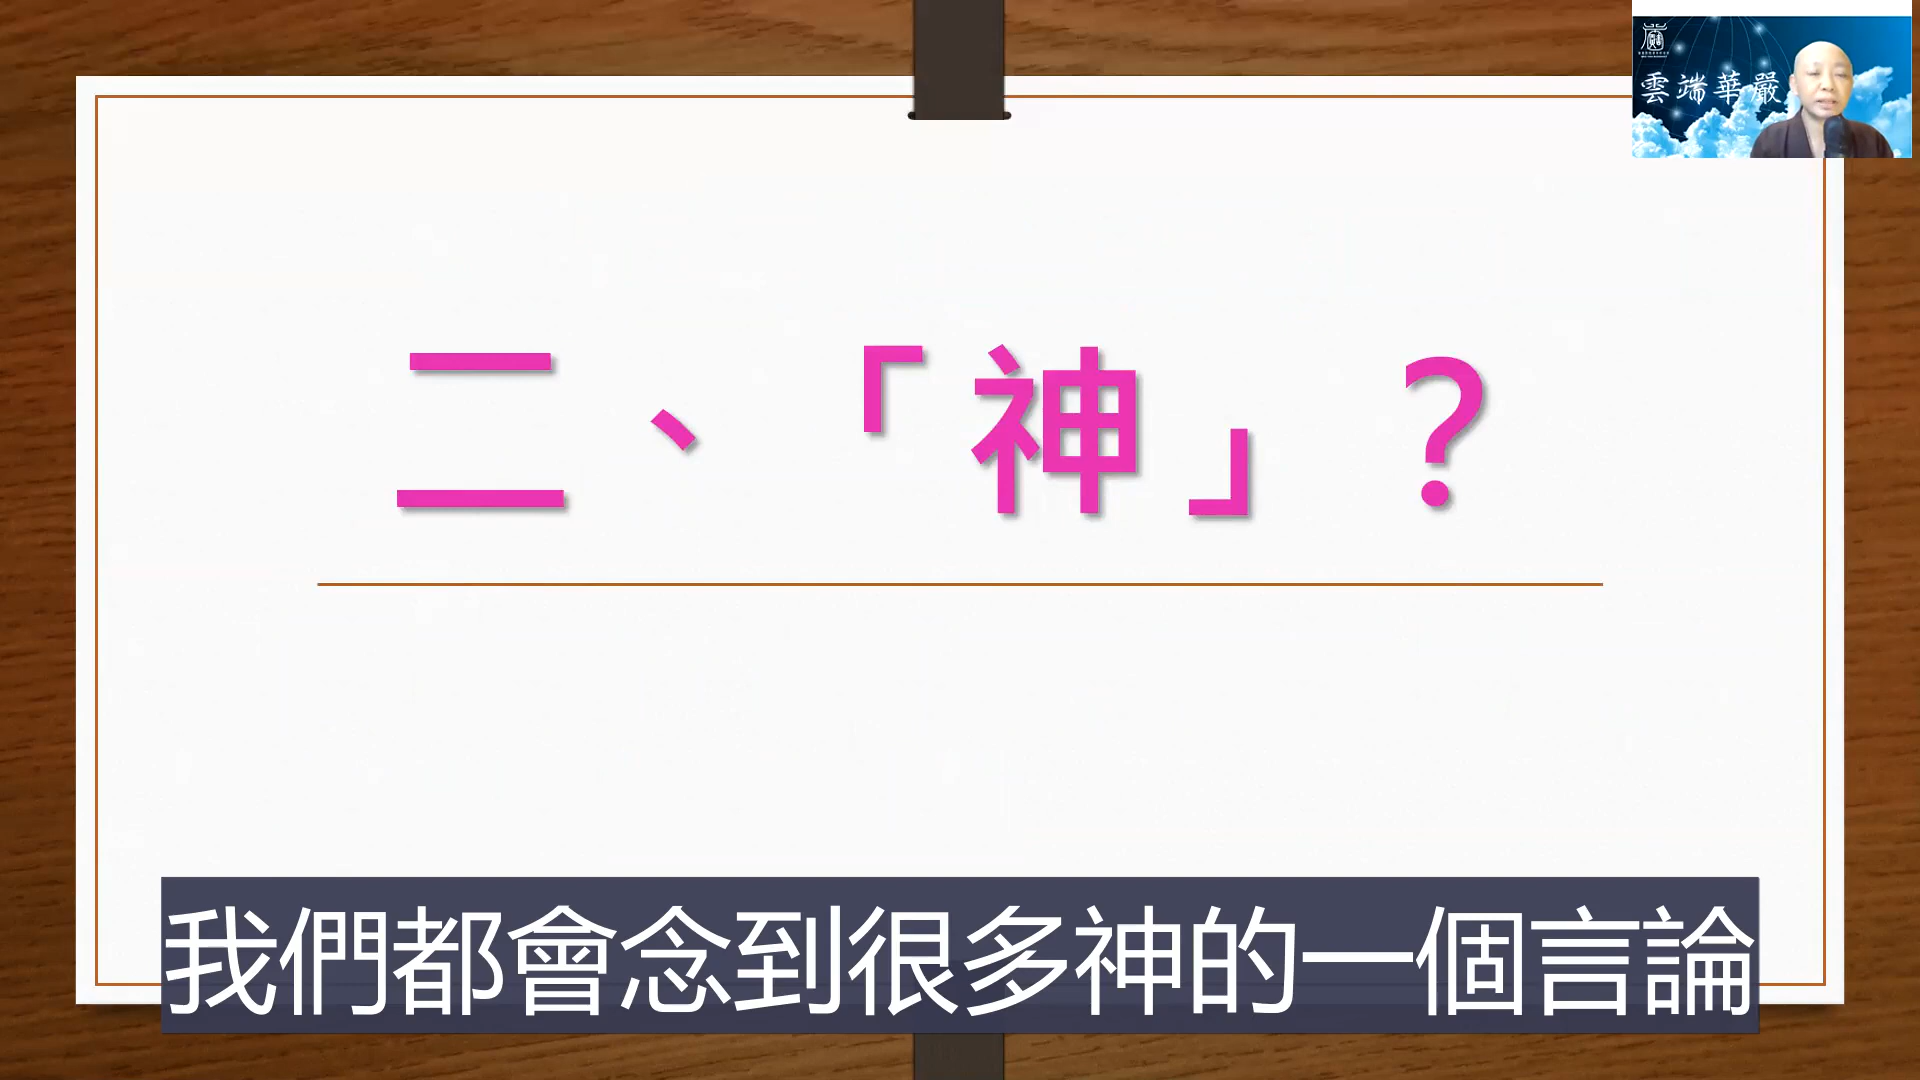 雲端華嚴
二、「神」?
我們都會念到很多神的一個言論